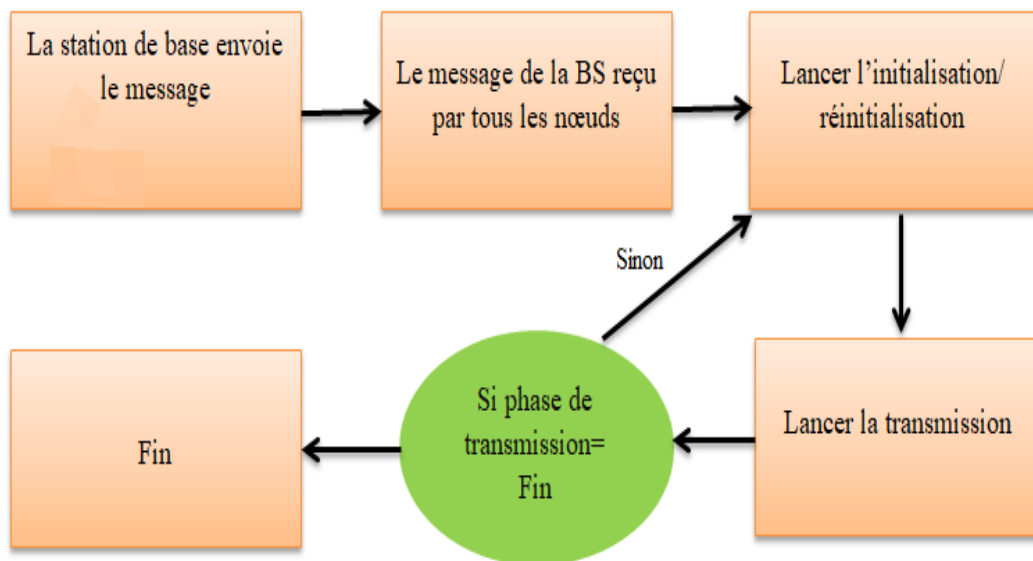 La station de base envoie
le message
Le message de la BS reçu
par tous les nœuds
Lancer l’initialisation/
réinitialisation
Sinon
Lancer la transmission
Si phase de
transmission=
Fin
Fin